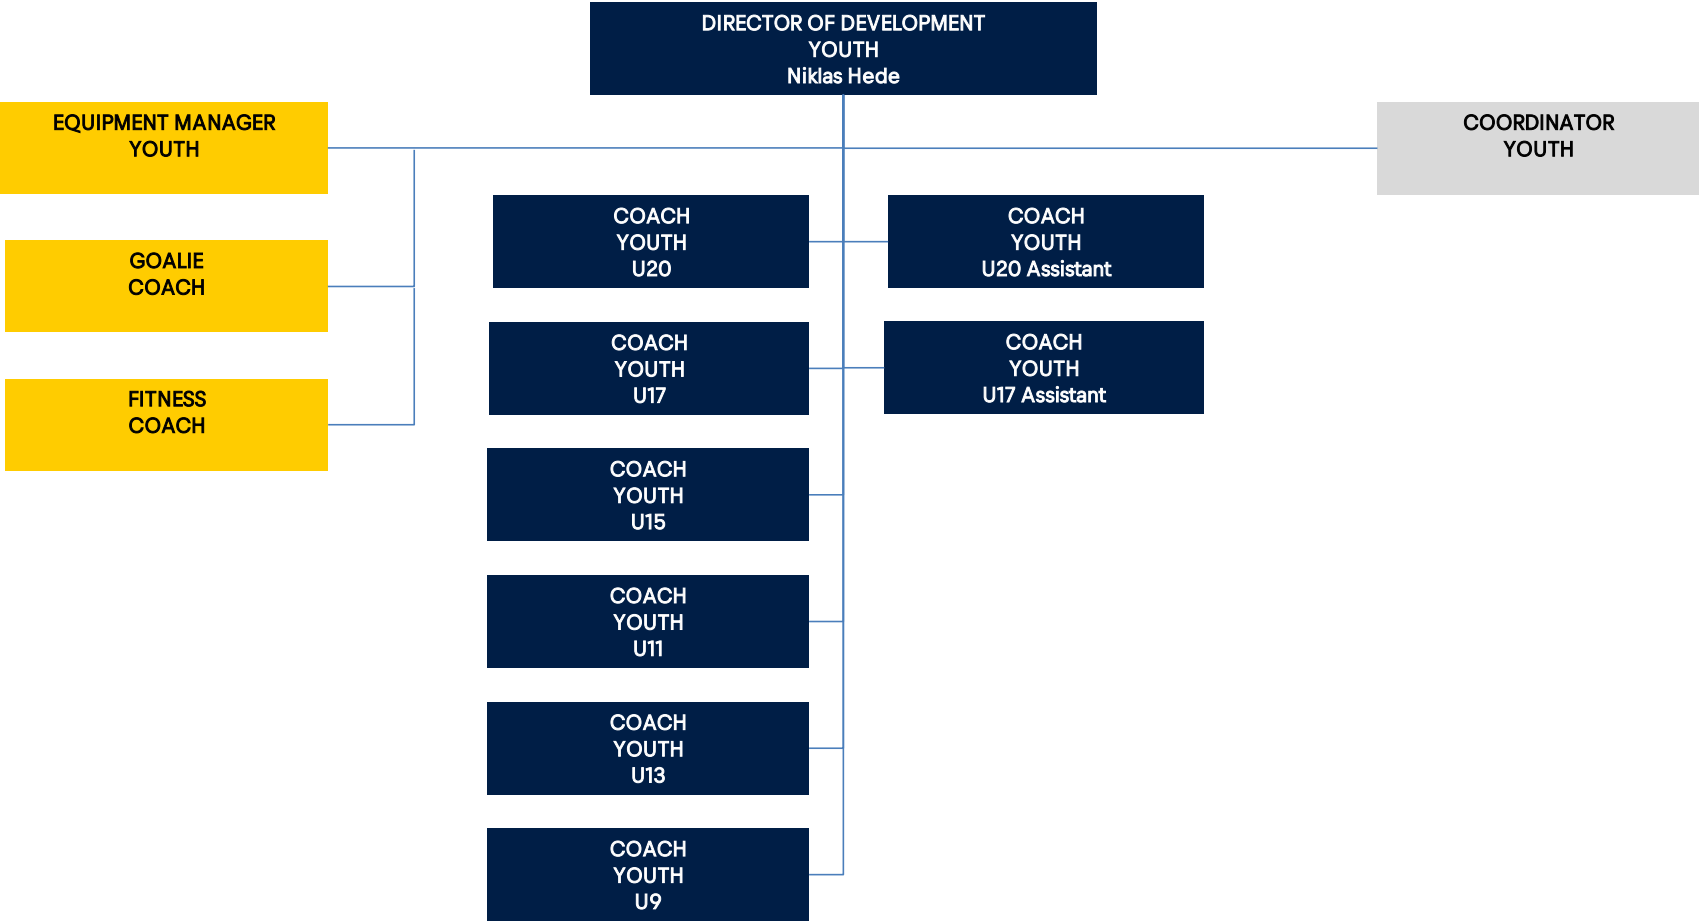 DIRECTOR OF DEVELOPMENT
YOUTH
Niklas Hede
EQUIPMENT MANAGER
YOUTH
COORDINATOR
YOUTH
COACH
YOUTH
U20
COACH
YOUTH
U20 Assistant
GOALIE
COACH
COACH
YOUTH
U17
COACH
YOUTH
U17 Assistant
FITNESS
COACH
COACH
YOUTH
U15
COACH
YOUTH
U11
COACH
YOUTH
U13
COACH
YOUTH
U9